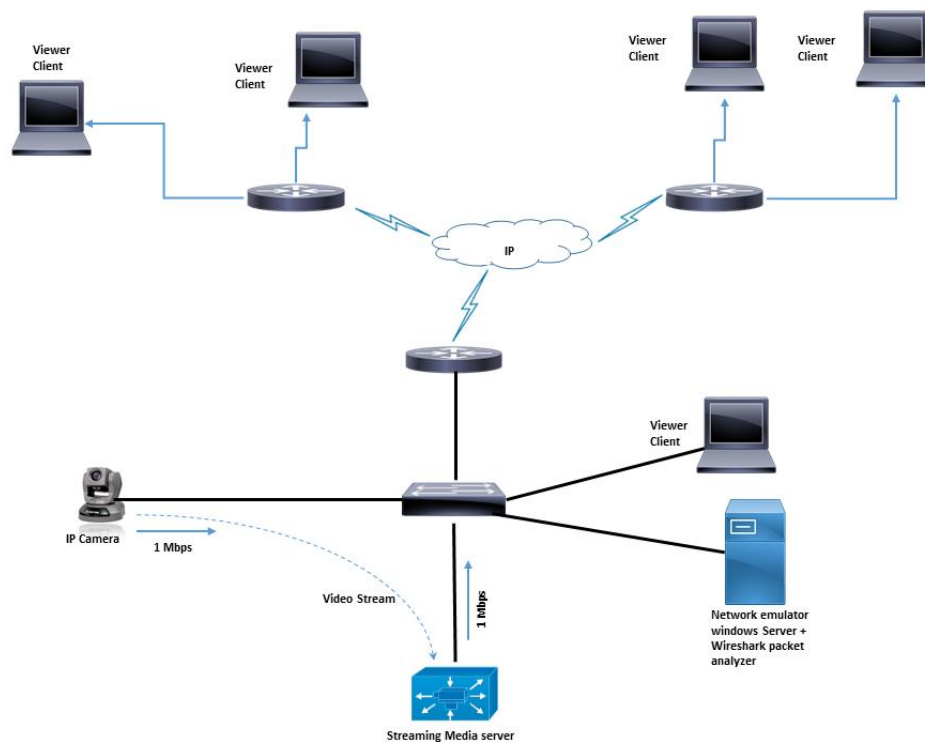 Viewer
Client
Viewer
Client
Viewer
Client
Viewer
Client
IP
Viewer
Client
IP Camera
1 Mbps
Video Stream
1 Mbps
Network emulator
windows Server +
Wireshark packet
analyzer
Streaming Media server